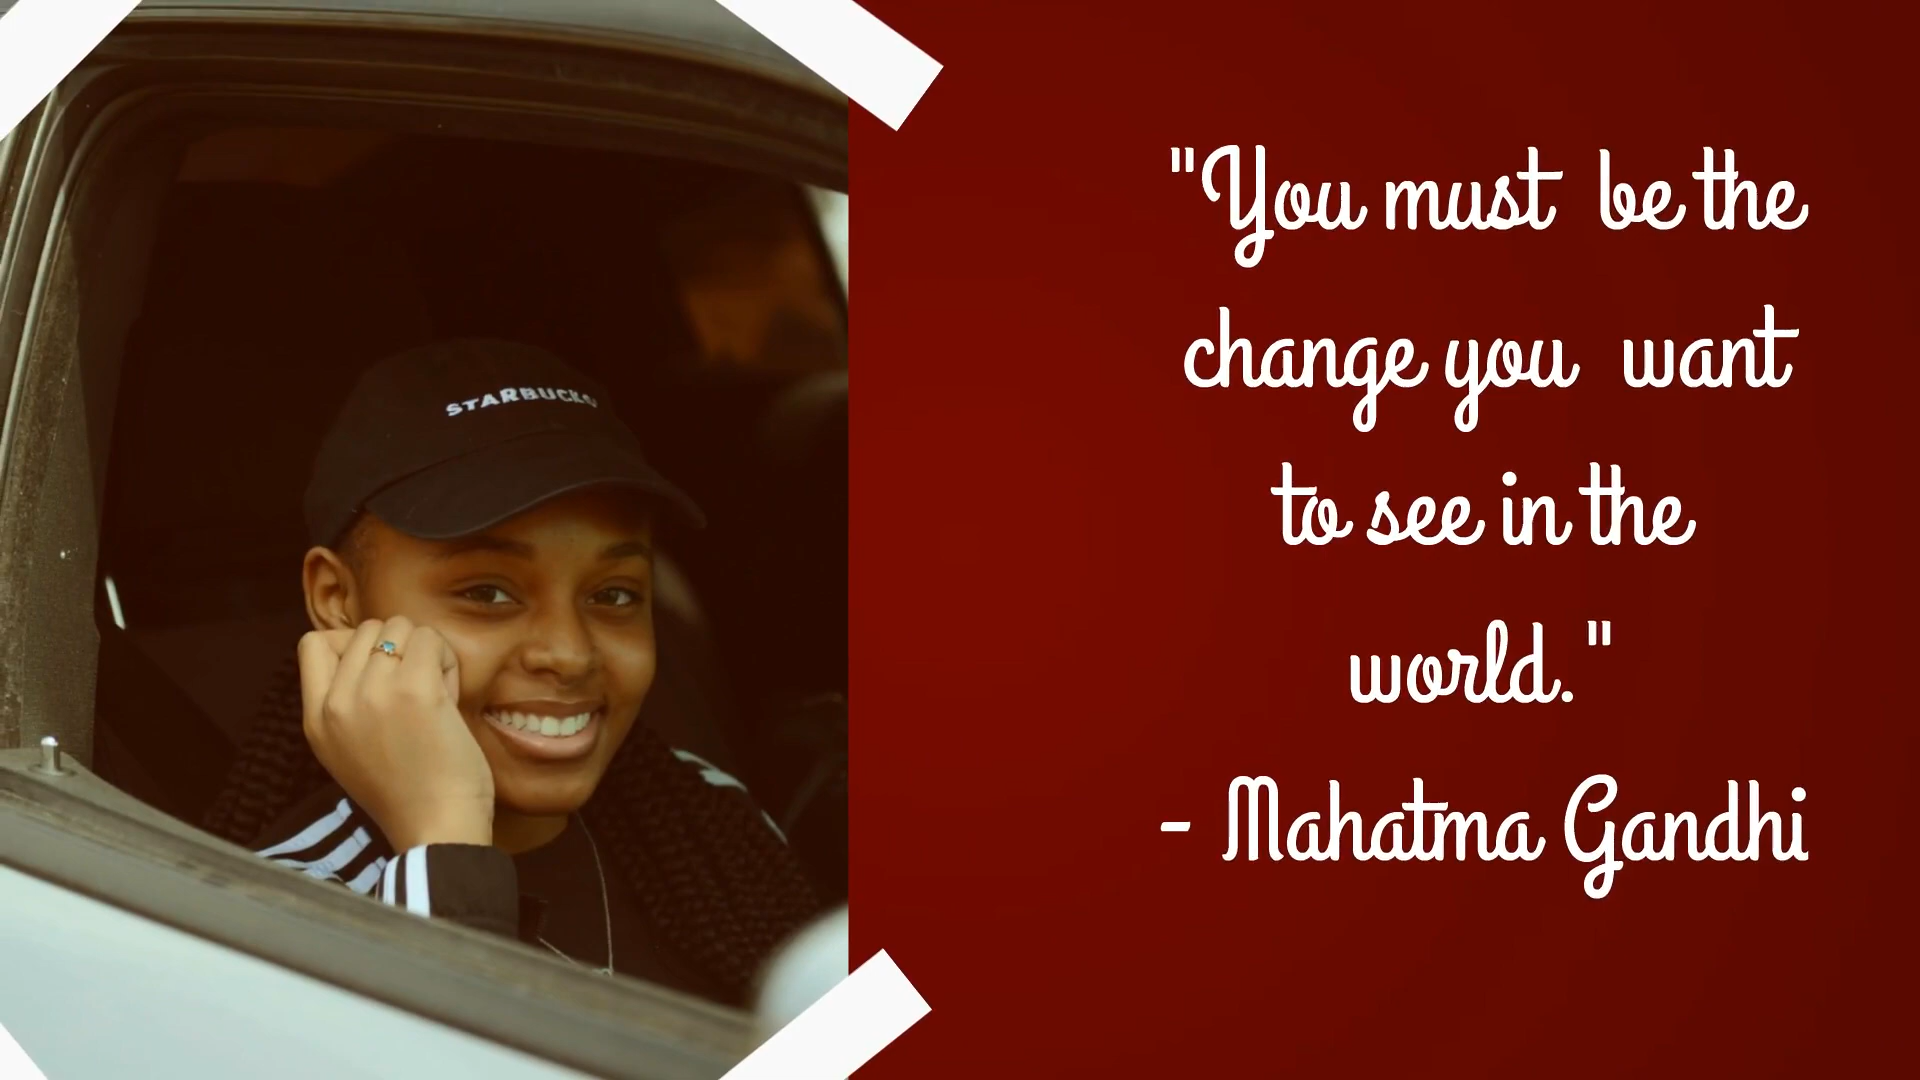 STARBUCKS
"You must be the
change you want
to see in the
world."
- Mahatma Gandhi